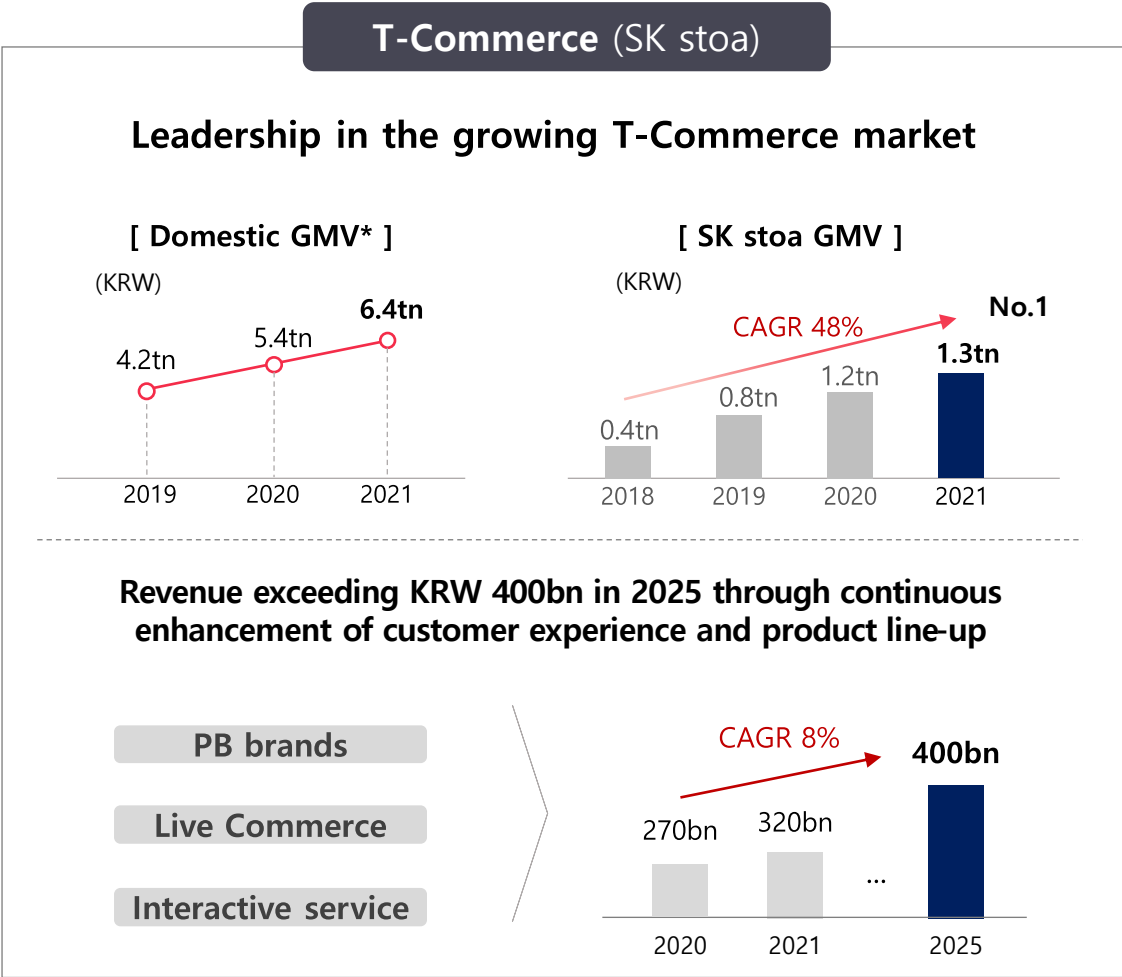 T-Commerce (SK stoa)
Leadership in the growing T-Commerce market
[ Domestic GMV* ]
(KRW)
4.2tn
5.4tn
6.4tn
2019
2020
2021
[ SK stoa GMV ]
(KRW)
CAGR 48%
No.1
0.4tn
0.8tn
1.2tn
1.3tn
2018
2019
2020
2021
Revenue exceeding KRW 400bn in 2025 through continuous
enhancement of customer experience and product line-up
PB brands
Live Commerce
Interactive service
CAGR 8%
270bn
320bn
...
400bn
2020
2021
2025